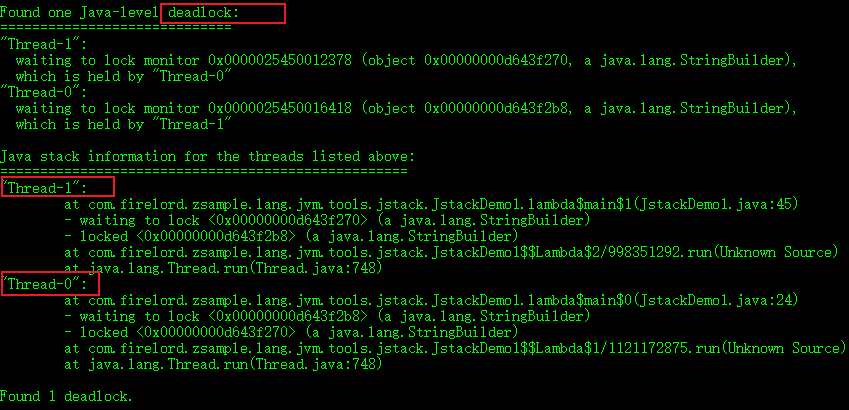 Found one Java-level deadlock:
=============================
"Thread-1":
  waiting to lock monitor 0x0000025450012378 (object 0x00000000d643f270, a java.lang.StringBuilder),
  which is held by "Thread-0"
"Thread-0":
  waiting to lock monitor 0x0000025450016418 (object 0x00000000d643f2b8, a java.lang.StringBuilder),
  which is held by "Thread-1"
Java stack information for the threads listed above:
===================================================
"Thread-1":
        at com.firelord.zsample.lang.jvm.tools.jstack.JstackDemo1.lambda$main$1(JstackDemo1.java:45)
        - waiting to lock <0x00000000d643f270> (a java.lang.StringBuilder)
        - locked <0x00000000d643f2b8> (a java.lang.StringBuilder)
        at com.firelord.zsample.lang.jvm.tools.jstack.JstackDemo1$$Lambda$2/998351292.run(Unknown Source)
        at java.lang.Thread.run(Thread.java:748)
"Thread-0":
        at com.firelord.zsample.lang.jvm.tools.jstack.JstackDemo1.lambda$main$0(JstackDemo1.java:24)
        - waiting to lock <0x00000000d643f2b8> (a java.lang.StringBuilder)
        - locked <0x00000000d643f270> (a java.lang.StringBuilder)
        at com.firelord.zsample.lang.jvm.tools.jstack.JstackDemo1$$Lambda$1/1121172875.run(Unknown Source)
        at java.lang.Thread.run(Thread.java:748)
Found 1 deadlock.